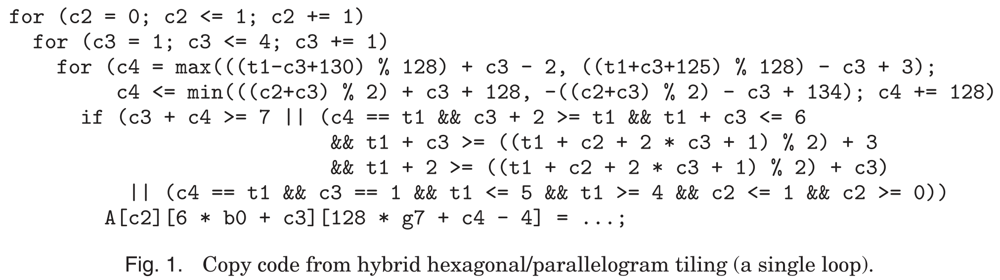 for (c2 = 0; c2 <= 1; c2 += 1)
  for (c3 = 1; c3 <= 4; c3 += 1)
    for (c4 = max(((t1-c3+130) % 128) + c3 - 2, ((t1+c3+125) % 128) - c3 + 3);
         c4 <= min(((c2+c3) % 2) + c3 + 128, -((c2+c3) % 2) - c3 + 134); c4 += 128)
      if (c3 + c4 >= 7 || (c4 == t1 && c3 + 2 >= t1 && t1 + c3 <= 6
                           && t1 + c3 >= ((t1 + c2 + 2 * c3 + 1) % 2) + 3
                           && t1 + 2 >= ((t1 + c2 + 2 * c3 + 1) % 2) + c3)
          || (c4 == t1 && c3 == 1 && t1 <= 5 && t1 >= 4 && c2 <= 1 && c2 >= 0))
        A[c2][6 * b0 + c3][128 * g7 + c4 - 4] = ...;
Fig. 1. Copy code from hybrid hexagonal/parallelogram tiling (a single loop).